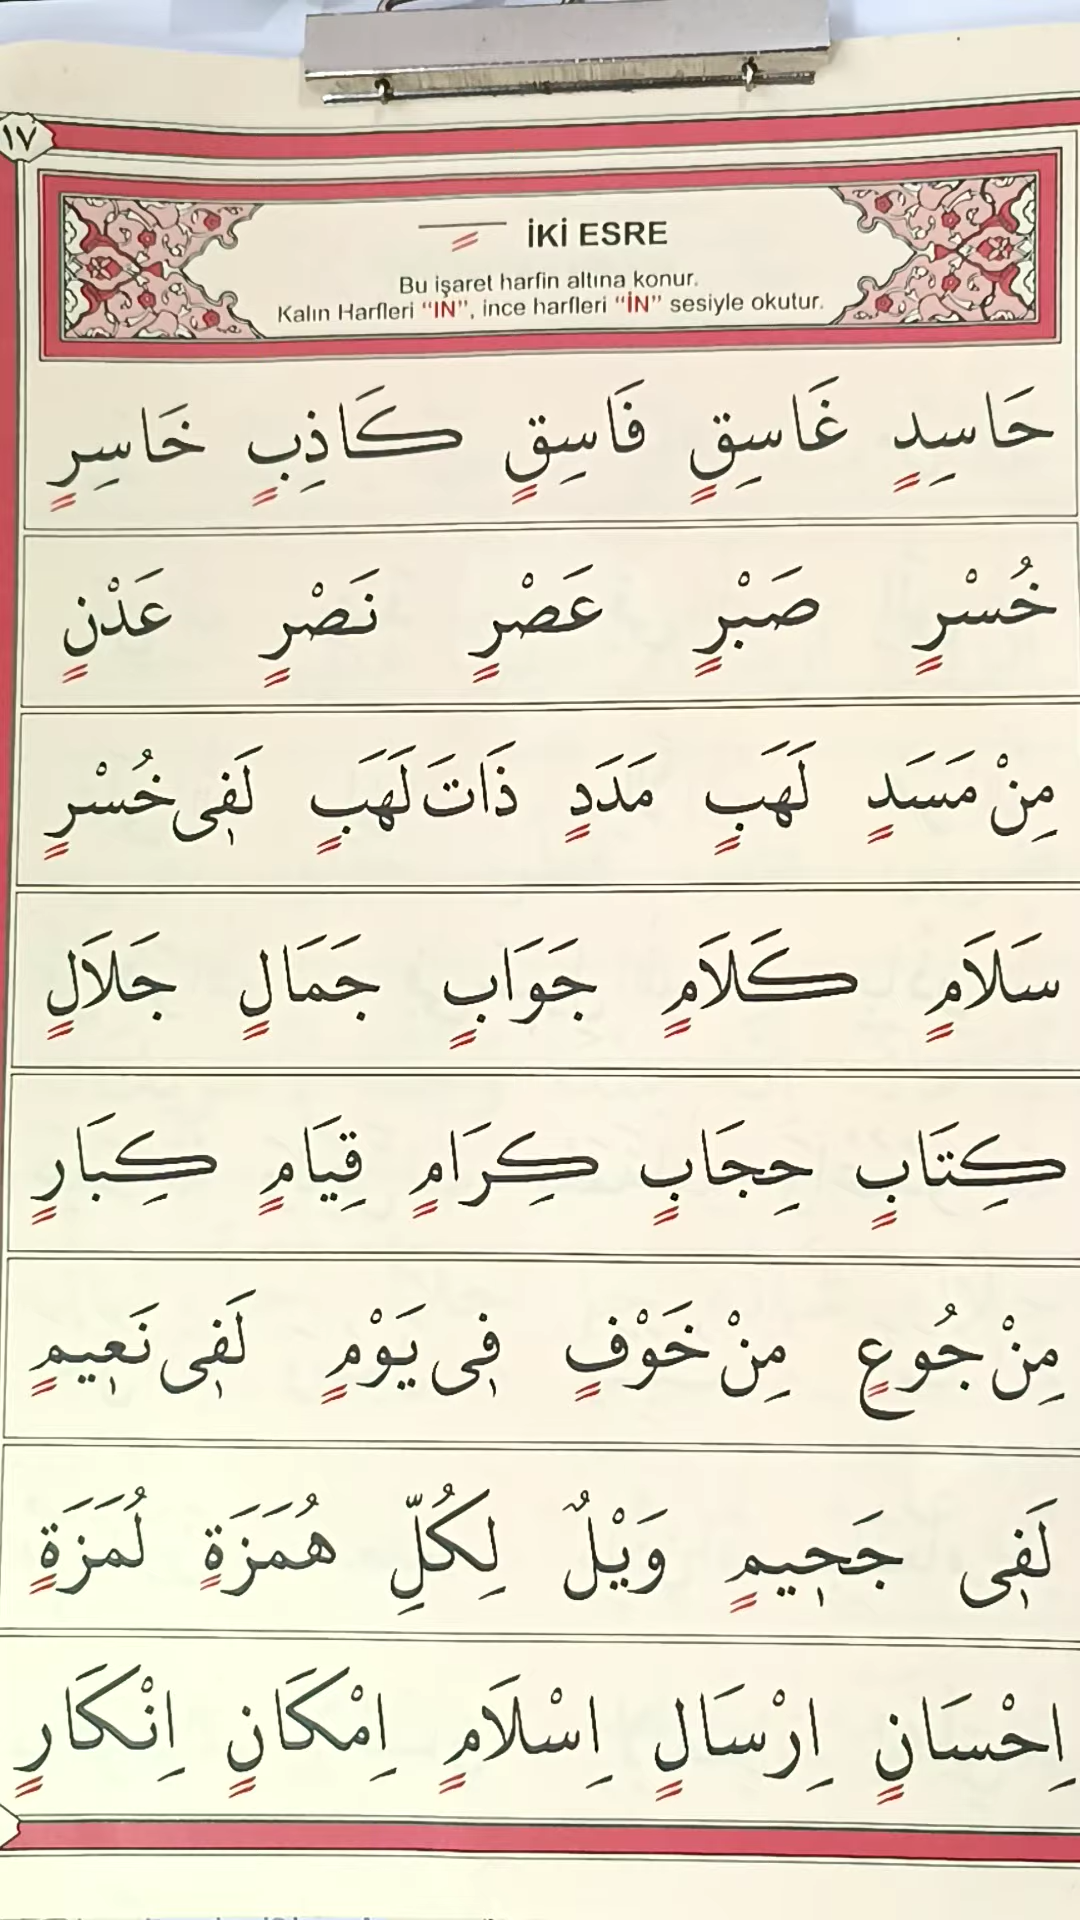 ١٧
İKİ ESRE
Bu işaret harfin altına konur.
Kalın Harfleri “IN”, ince harfleri “İN” sesiyle okutur.
حَاسِدٍ غَاسِقٍ فَاسِقٍ كَاذِبٍ خَاسِرٍ
خُسْرٍ صَبْرٍ عَصْرٍ نَصْرٍ عَدْنٍ
مِنْ مَسَدٍ لَهَبٍ مَدَدٍ ذَاتَ لَهَبٍ لَفٖى خُسْرٍ
سَلَامٍ كَلَامٍ جَوَابٍ جَمَالٍ جَلَالٍ
كِتَابٍ حِجَابٍ كِرَامٍ قِيَامٍ كِبَارٍ
مِنْ جُوعٍ مِنْ خَوْفٍ فٖى يَوْمٍ لَفٖى نَعٖيمٍ
لَفٖى جَحٖيمٍ وَيْلٌ لِكُلِّ هُمَزَةٍ لُمَزَةٍ
اِحْسَانٍ اِرْسَالٍ اِسْلَامٍ اِمْكَانٍ اِنْكَارٍ